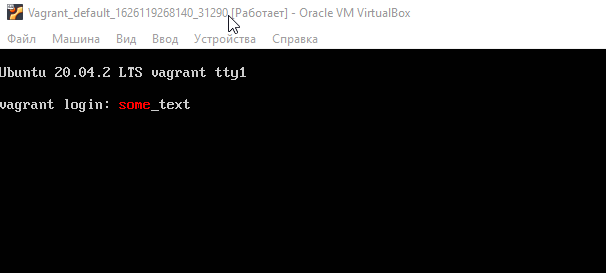 Vagrant_default_1626119268140_31290 [Работает] - Oracle VM VirtualBox
Файл Машина Вид Ввод Устройства Справка
Ubuntu 20.04.2 LTS vagrant tty1
vagrant login: some_text